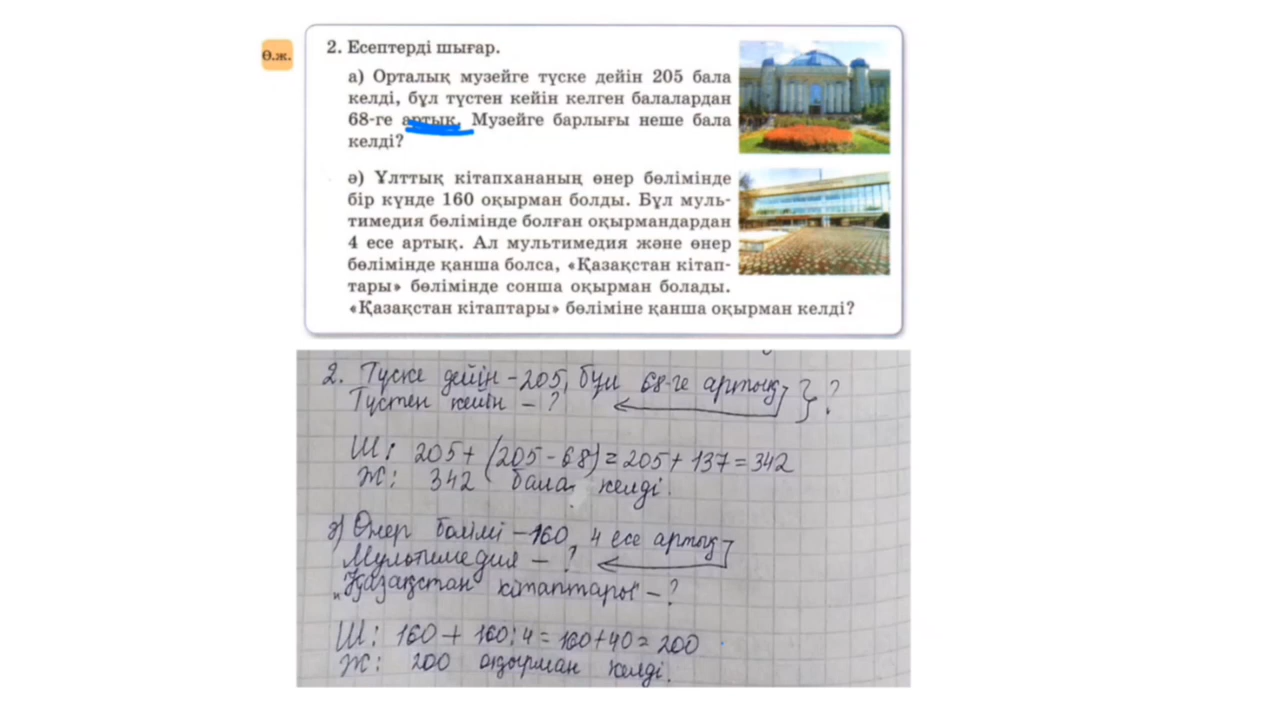 Ө.ж.
2. Есептерді шығар.
а) Орталық музейге түске дейін 205 бала
келді, бұл түстен кейін келген балалардан
68-ге артық. Музейге барлығы неше бала
келді?
ә) Ұлттық кітапхананың өнер бөлімінде
бір күнде 160 оқырман болды. Бұл муль-
тимедия бөлімінде болған оқырмандардан
4 есе артық. Ал мультимедия және өнер
бөлімінде қанша болса, «Қазақстан кітап-
тары» бөлімінде сонша оқырман болады.
«Қазақстан кітаптары» бөліміне қанша оқырман келді?
2. Түске дейін - 205, бұл 68-ге артық } ?
Түстен кейін - ?
Ш: 205+ (205-68)=205+137=342
Ж: 342 бала келді.
ә) Өнер бөлімі - 160, 4 есе артық
Мультимедия - ?
"Қазақстан кітаптары" - ?
Ш: 160+ 160:4=160+40=200
Ж: 200 оқырман келді.